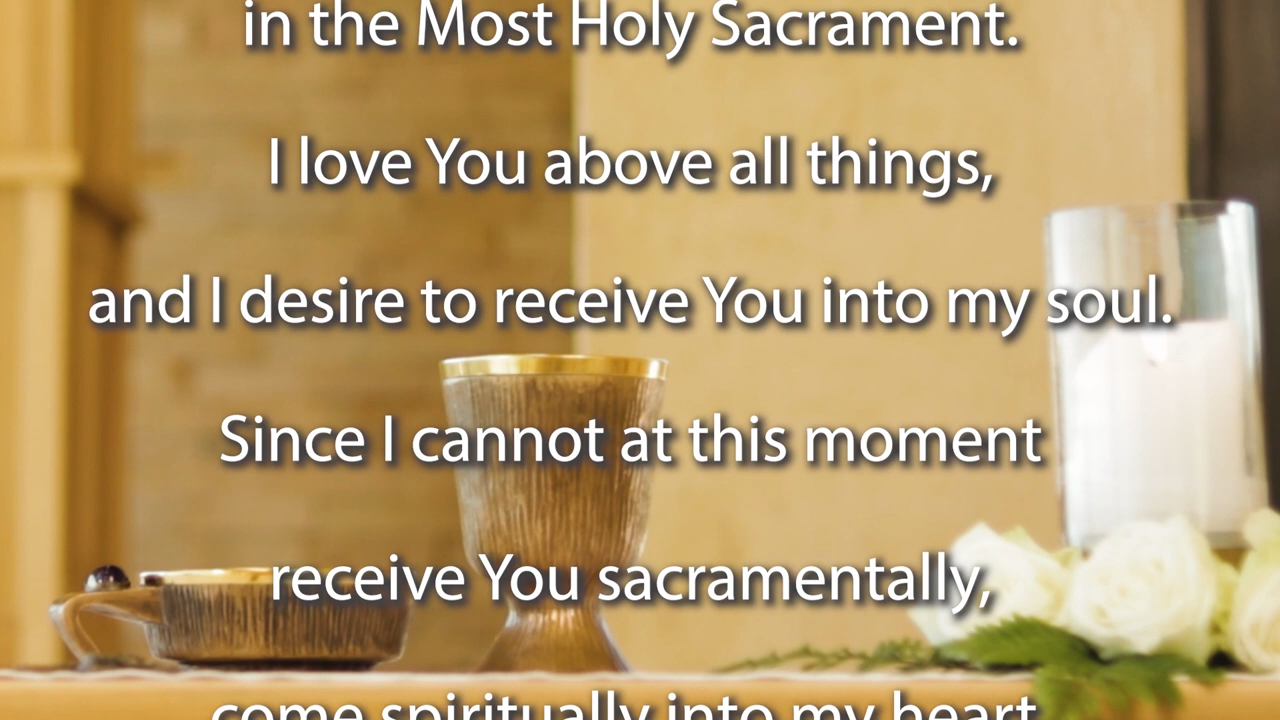 in the Most Holy Sacrament.
I love You above all things,
and I desire to receive You into my soul.
Since I cannot at this moment
receive You sacramentally,
come spiritually into my heart